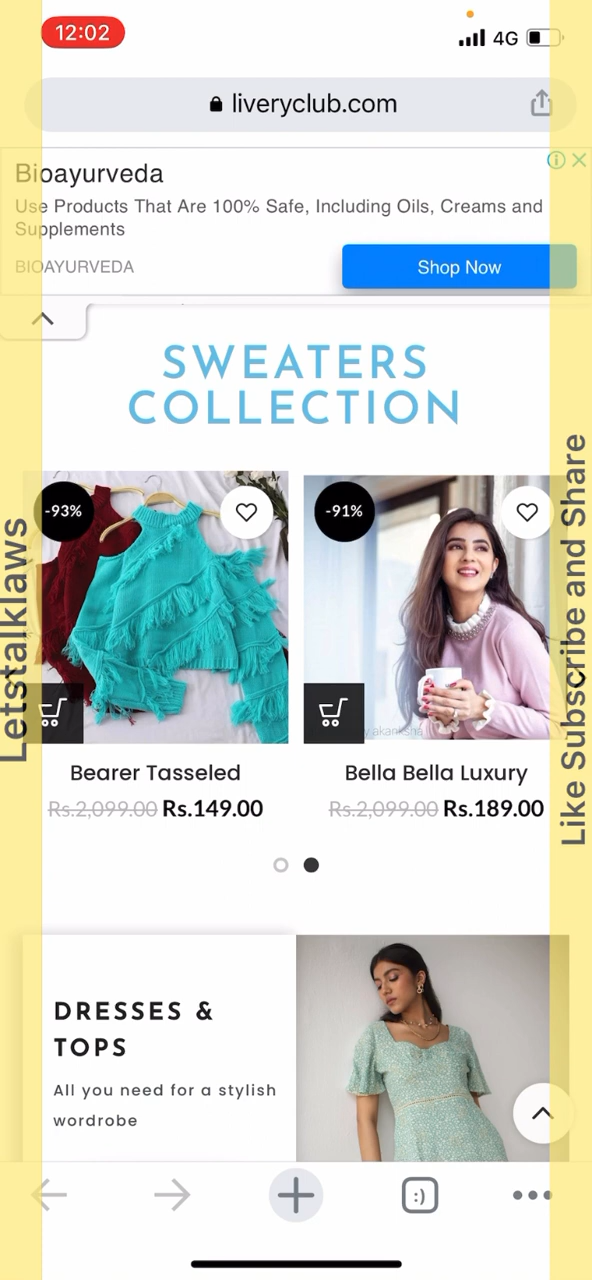 12:02
4G
liveryclub.com
Bioayurveda
Use Products That Are 100% Safe, Including Oils, Creams and
Supplements
BIOAYURVEDA
Shop Now
SWEATERS
COLLECTION
-93%
-91%
y akanksha
Bearer Tasseled
Bella Bella Luxury
Rs.2,099.00 Rs.149.00
Rs.2,099.00 Rs.189.00
DRESSES &
TOPS
All you need for a stylish
wordrobe
:)
Letstalklaws
Like Subscribe and Share